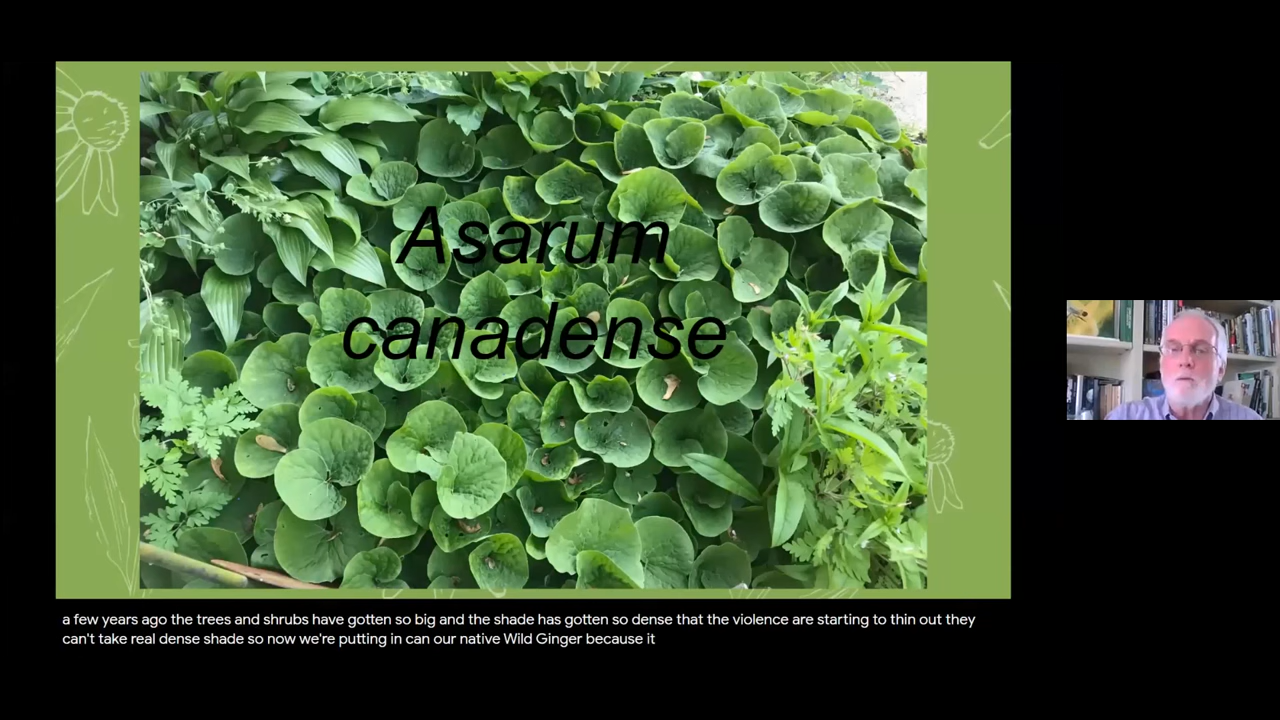 Asarum
canadense
a few years ago the trees and shrubs have gotten so big and the shade has gotten so dense that the violence are starting to thin out they
can't take real dense shade so now we're putting in can our native Wild Ginger because it